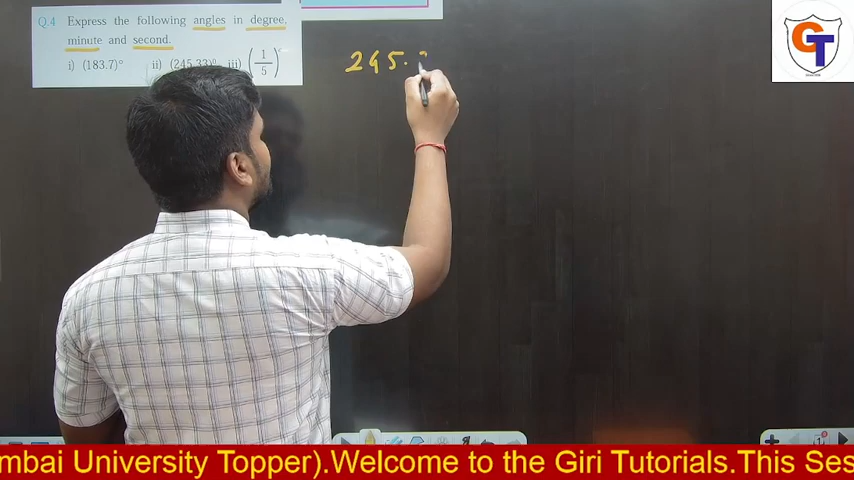 Q.4 Express the following angles in degree,
minute and second.
i) (183.7)° ii) (245.33)° iii) (1/5)ᶜ
245.
GT
mbai University Topper).Welcome to the Giri Tutorials.This Ses